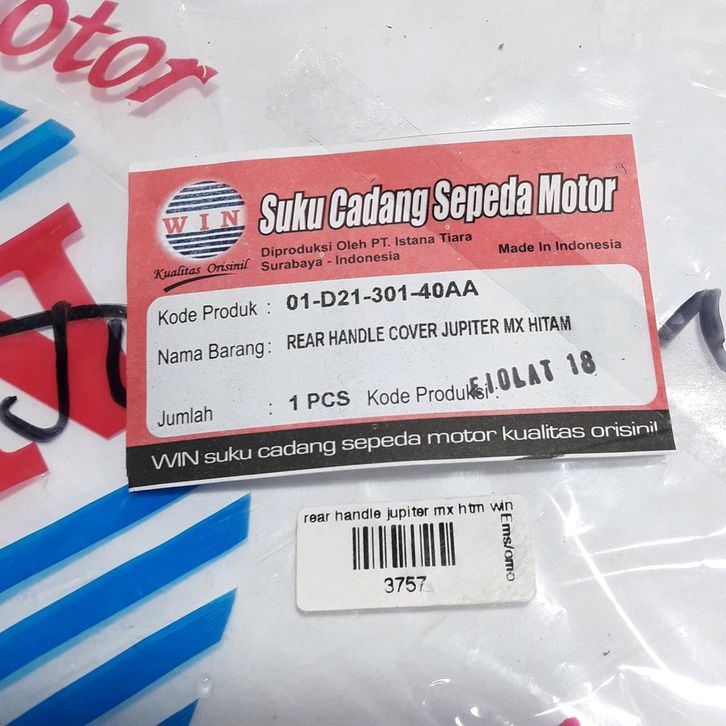 otor
WIN
Kualitas Orisinil
Suku Cadang Sepeda Motor
Diproduksi Oleh PT. Istana Tiara
Surabaya - Indonesia
Made In Indonesia
Kode Produk : 01-D21-301-40AA
Nama Barang: REAR HANDLE COVER JUPITER MX HITAM
Jumlah : 1 PCS Kode Produksi : E10LAT 18
WIN suku cadang sepeda motor kualitas orisinil
rear handle jupiter mx htm win
3757